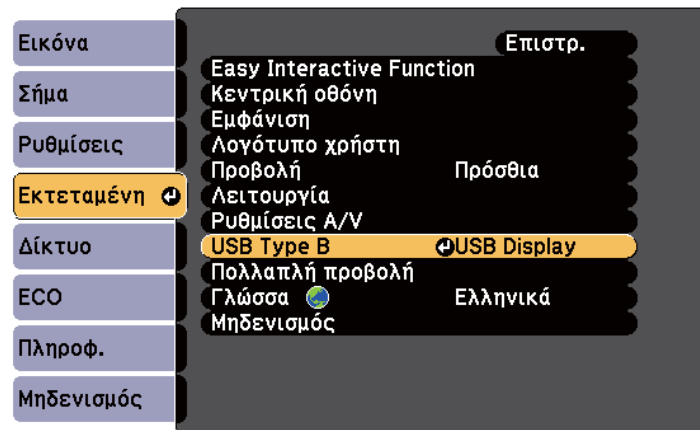 Εικόνα
Σήμα
Ρυθμίσεις
Εκτεταμένη
Δίκτυο
ECO
Πληροφ.
Μηδενισμός
Επιστρ.
Easy Interactive Function
Κεντρική οθόνη
Εμφάνιση
Λογότυπο χρήστη
Προβολή Πρόσθια
Λειτουργία
Ρυθμίσεις A/V
USB Type B USB Display
Πολλαπλή προβολή
Γλώσσα Ελληνικά
Μηδενισμός